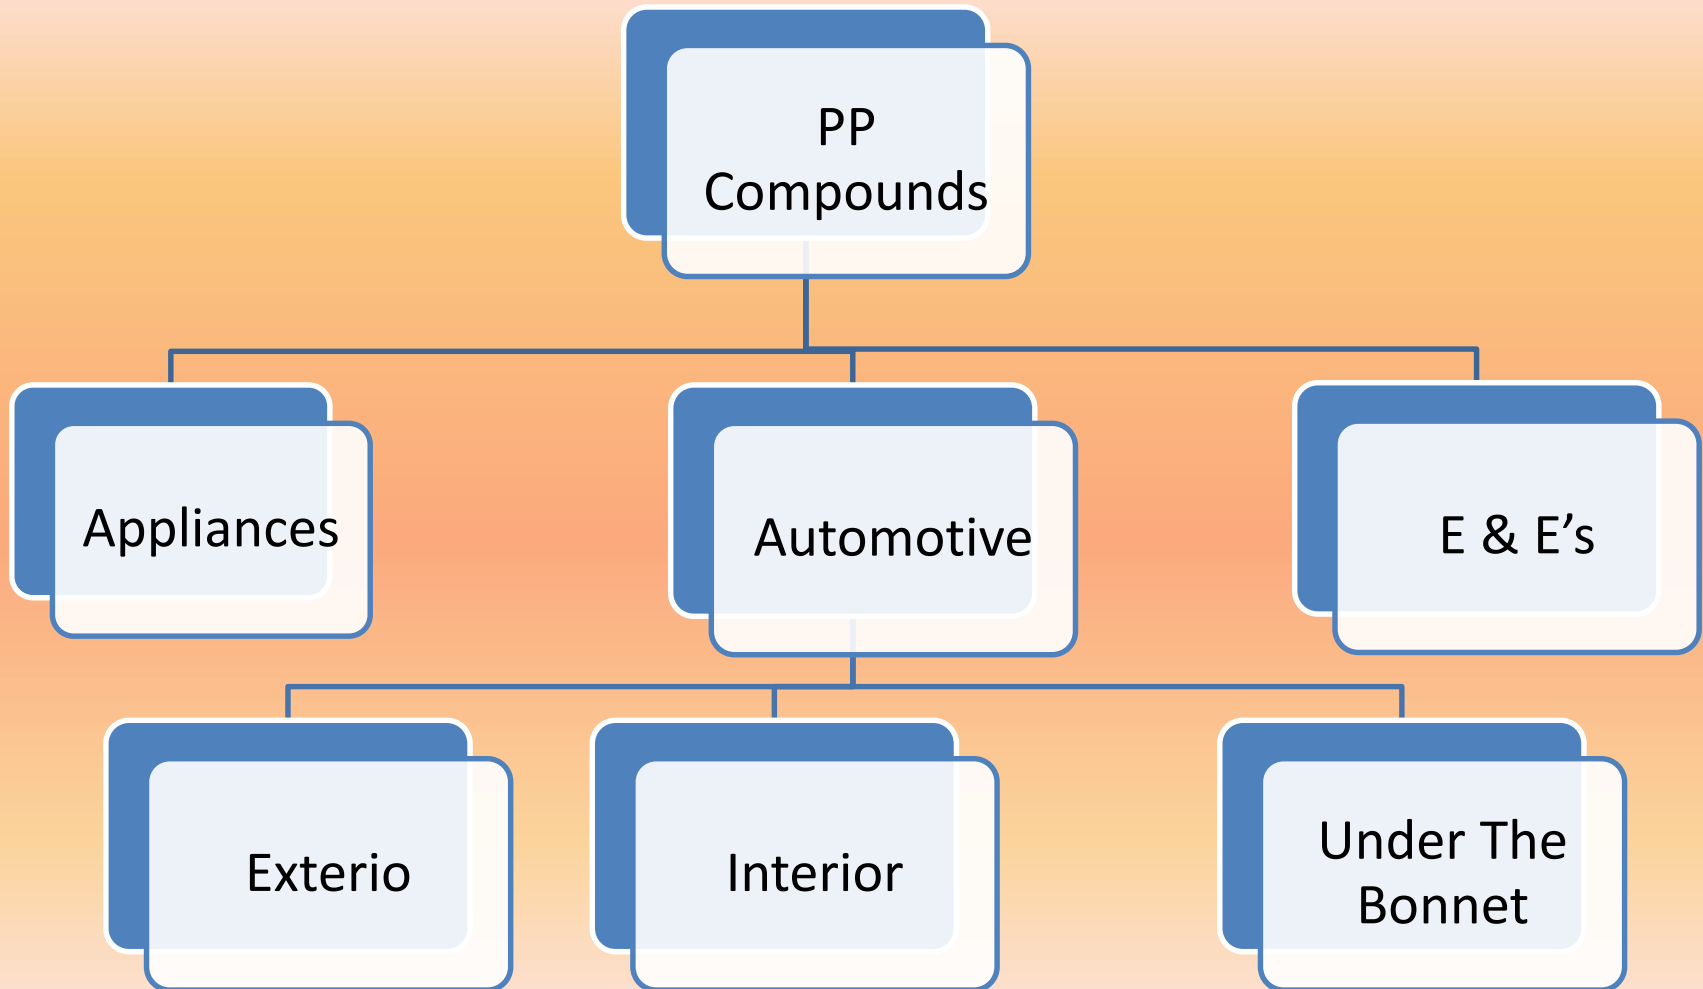 PP
Compounds
Appliances
Automotive
E & E’s
Exterio
Interior
Under The
Bonnet